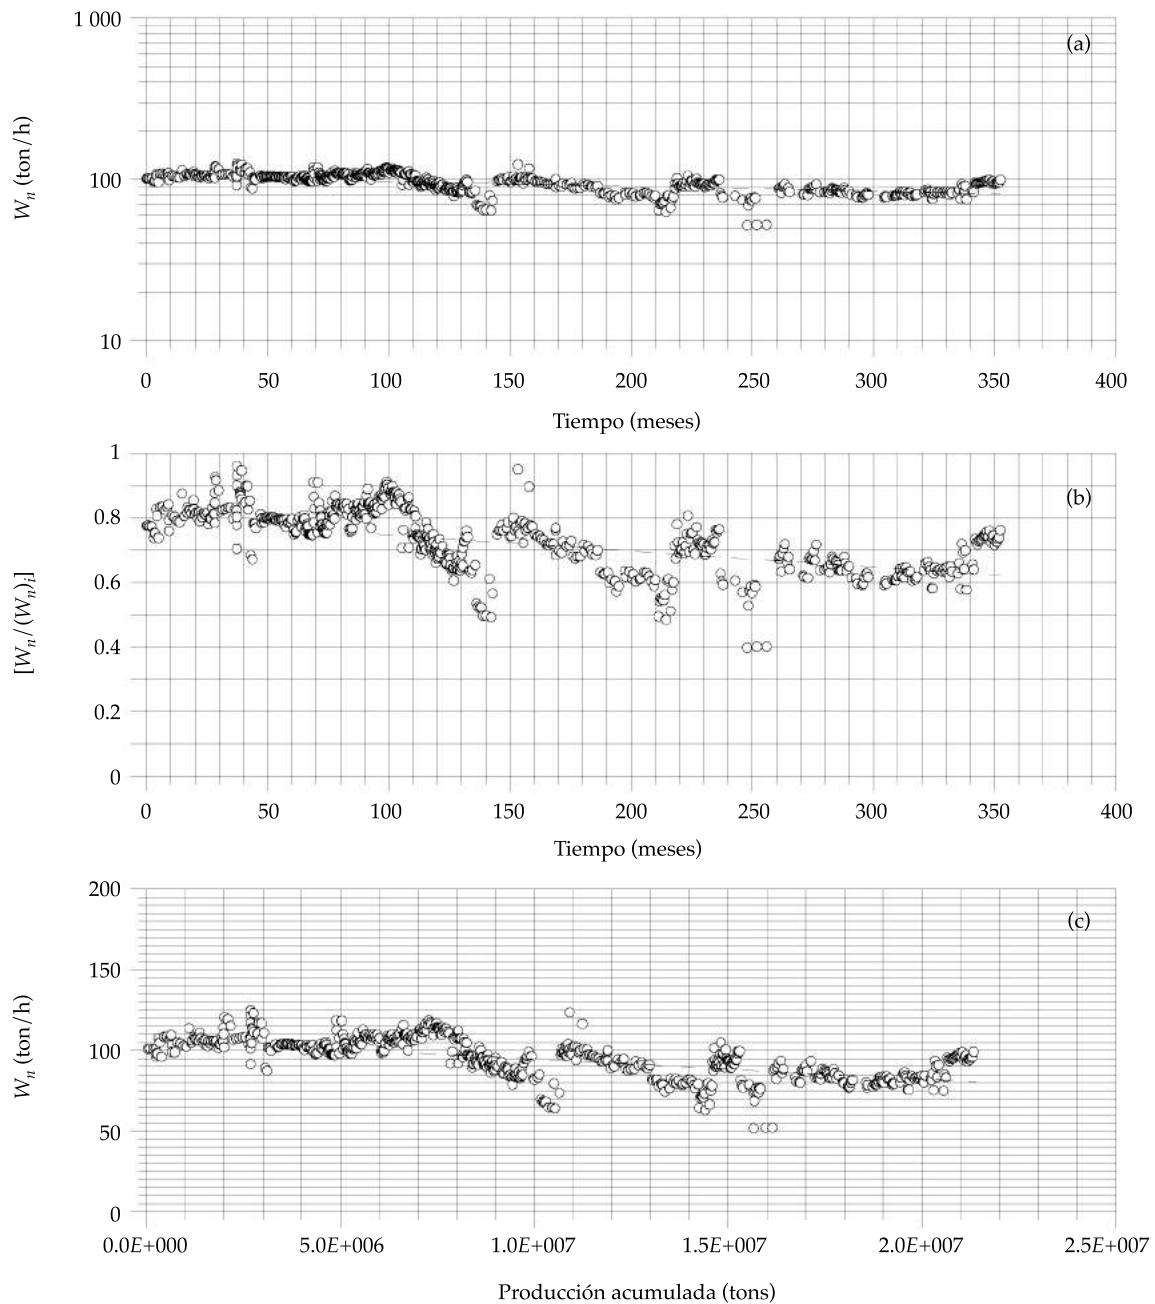 1 000
(a)
W_n (ton/h)
100
10
0 50 100 150 200 250 300 350 400
Tiempo (meses)
1
(b)
0.8
[W_n/(W_n)_i]
0.6
0.4
0.2
0
0 50 100 150 200 250 300 350 400
Tiempo (meses)
200
(c)
150
W_n (ton/h)
100
50
0
0.0E+000 5.0E+006 1.0E+007 1.5E+007 2.0E+007 2.5E+007
Producción acumulada (tons)